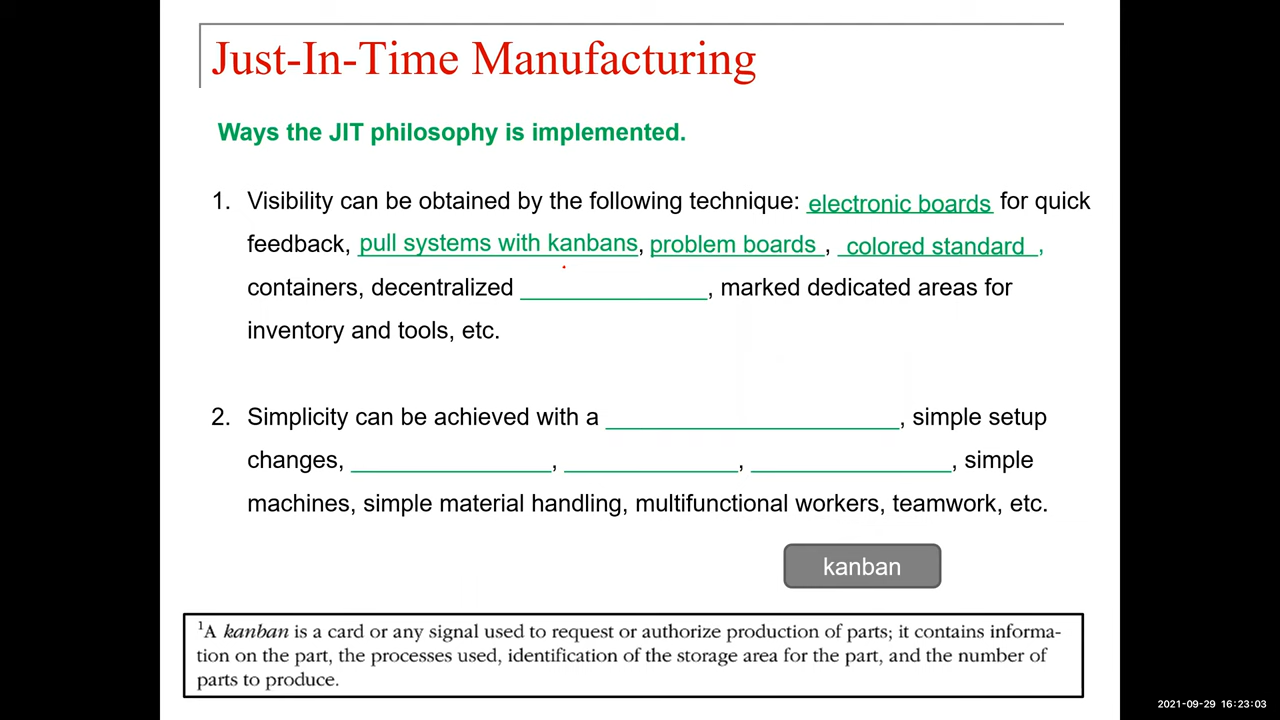 Just-In-Time Manufacturing
Ways the JIT philosophy is implemented.
1. Visibility can be obtained by the following technique: electronic boards for quick
feedback, pull systems with kanbans, problem boards , colored standard ,
containers, decentralized ______________, marked dedicated areas for
inventory and tools, etc.
2. Simplicity can be achieved with a ______________________, simple setup
changes, _______________, _____________, _______________, simple
machines, simple material handling, multifunctional workers, teamwork, etc.
kanban
1A kanban is a card or any signal used to request or authorize production of parts; it contains informa-
tion on the part, the processes used, identification of the storage area for the part, and the number of
parts to produce.
2021-09-29 16:23:03